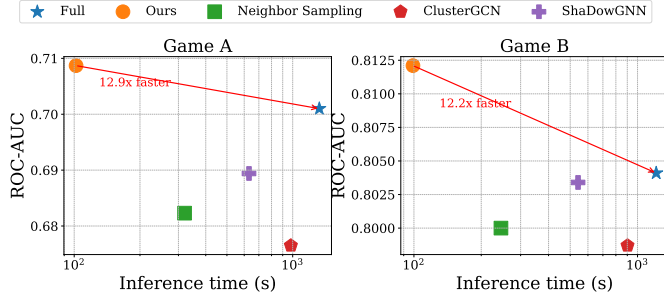 Full Ours Neighbor Sampling ClusterGCN ShaDowGNN
Game A
ROC-AUC
0.71
0.70
0.69
0.68
12.9x faster
10² 10³
Inference time (s)
Game B
ROC-AUC
0.8125
0.8100
0.8075
0.8050
0.8025
0.8000
12.2x faster
10² 10³
Inference time (s)